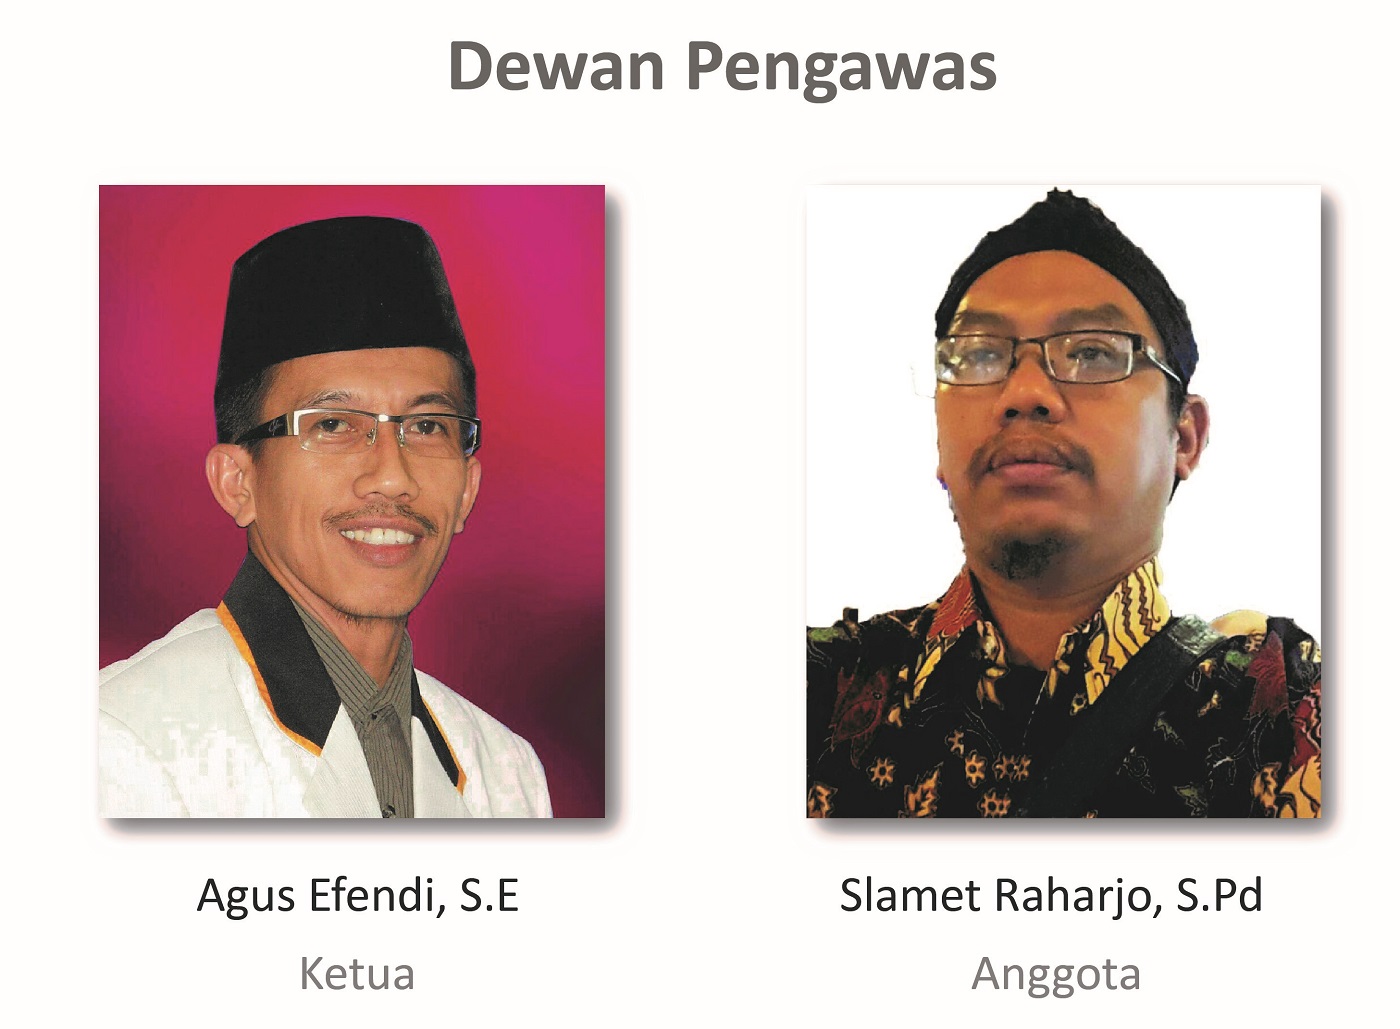 Dewan Pengawas
Agus Efendi, S.E
Slamet Raharjo, S.Pd
Ketua
Anggota